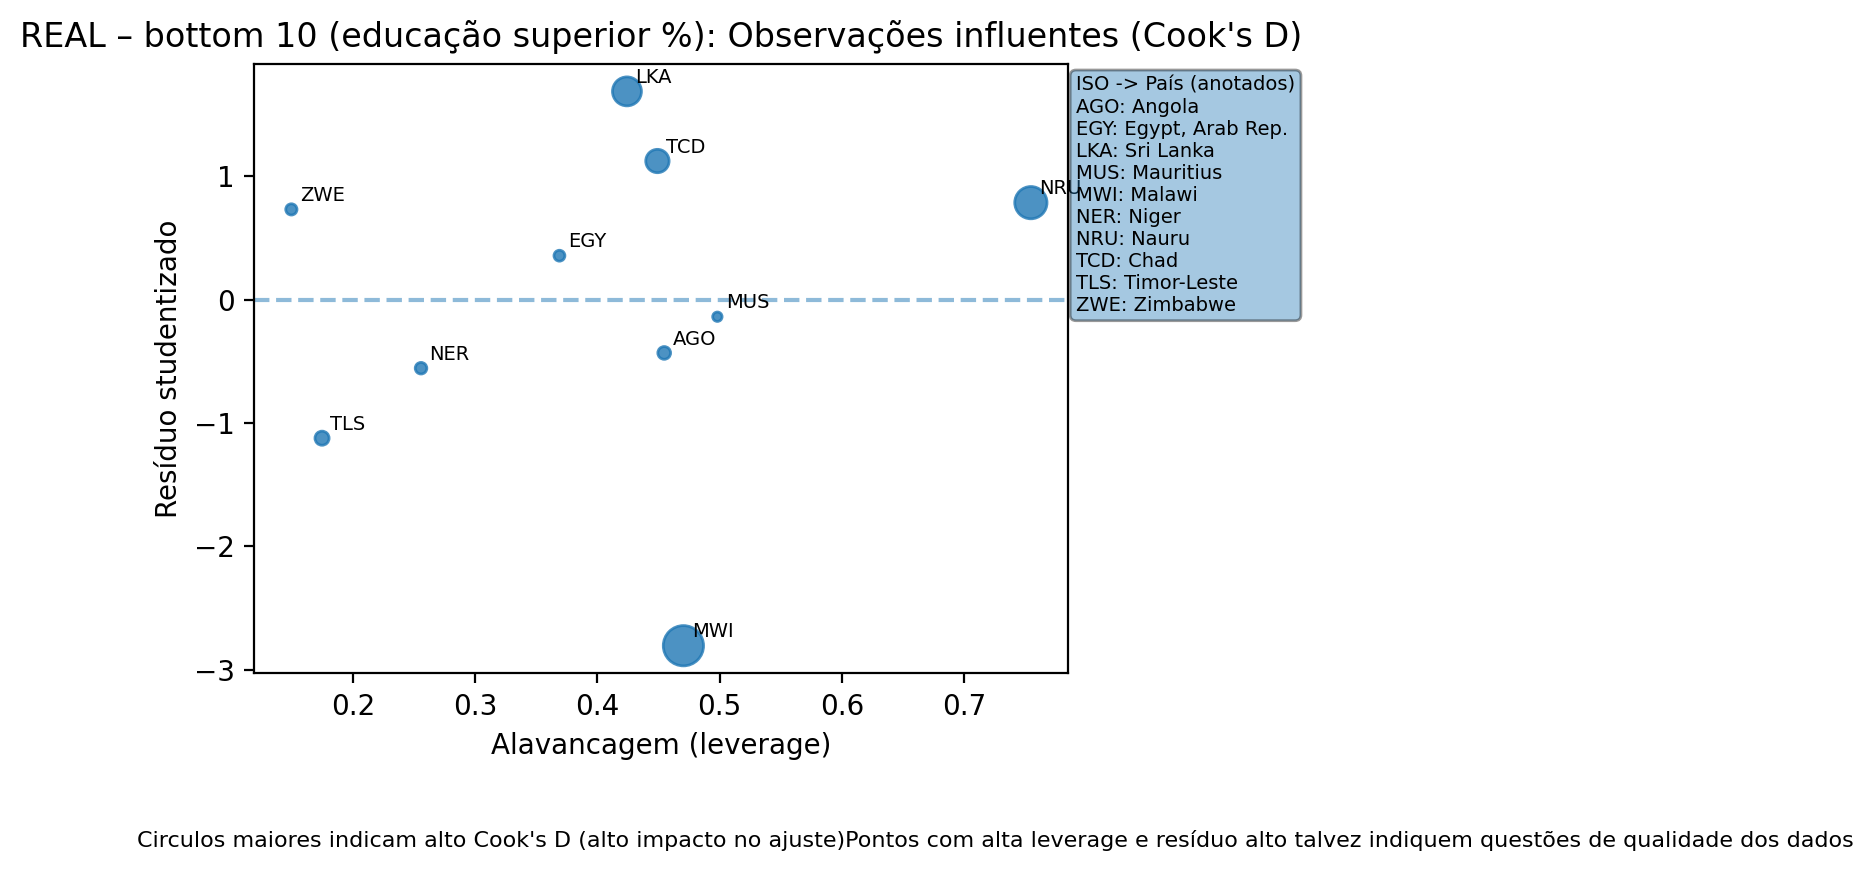 REAL – bottom 10 (educação superior %): Observações influentes (Cook's D)
LKA
TCD
ZWE
NRU
EGY
MUS
AGO
NER
TLS
MWI
ISO -> País (anotados)
AGO: Angola
EGY: Egypt, Arab Rep.
LKA: Sri Lanka
MUS: Mauritius
MWI: Malawi
NER: Niger
NRU: Nauru
TCD: Chad
TLS: Timor-Leste
ZWE: Zimbabwe
Resíduo studentizado
1
0
−1
−2
−3
0.2 0.3 0.4 0.5 0.6 0.7
Alavancagem (leverage)
Circulos maiores indicam alto Cook's D (alto impacto no ajuste)Pontos com alta leverage e resíduo alto talvez indiquem questões de qualidade dos dados